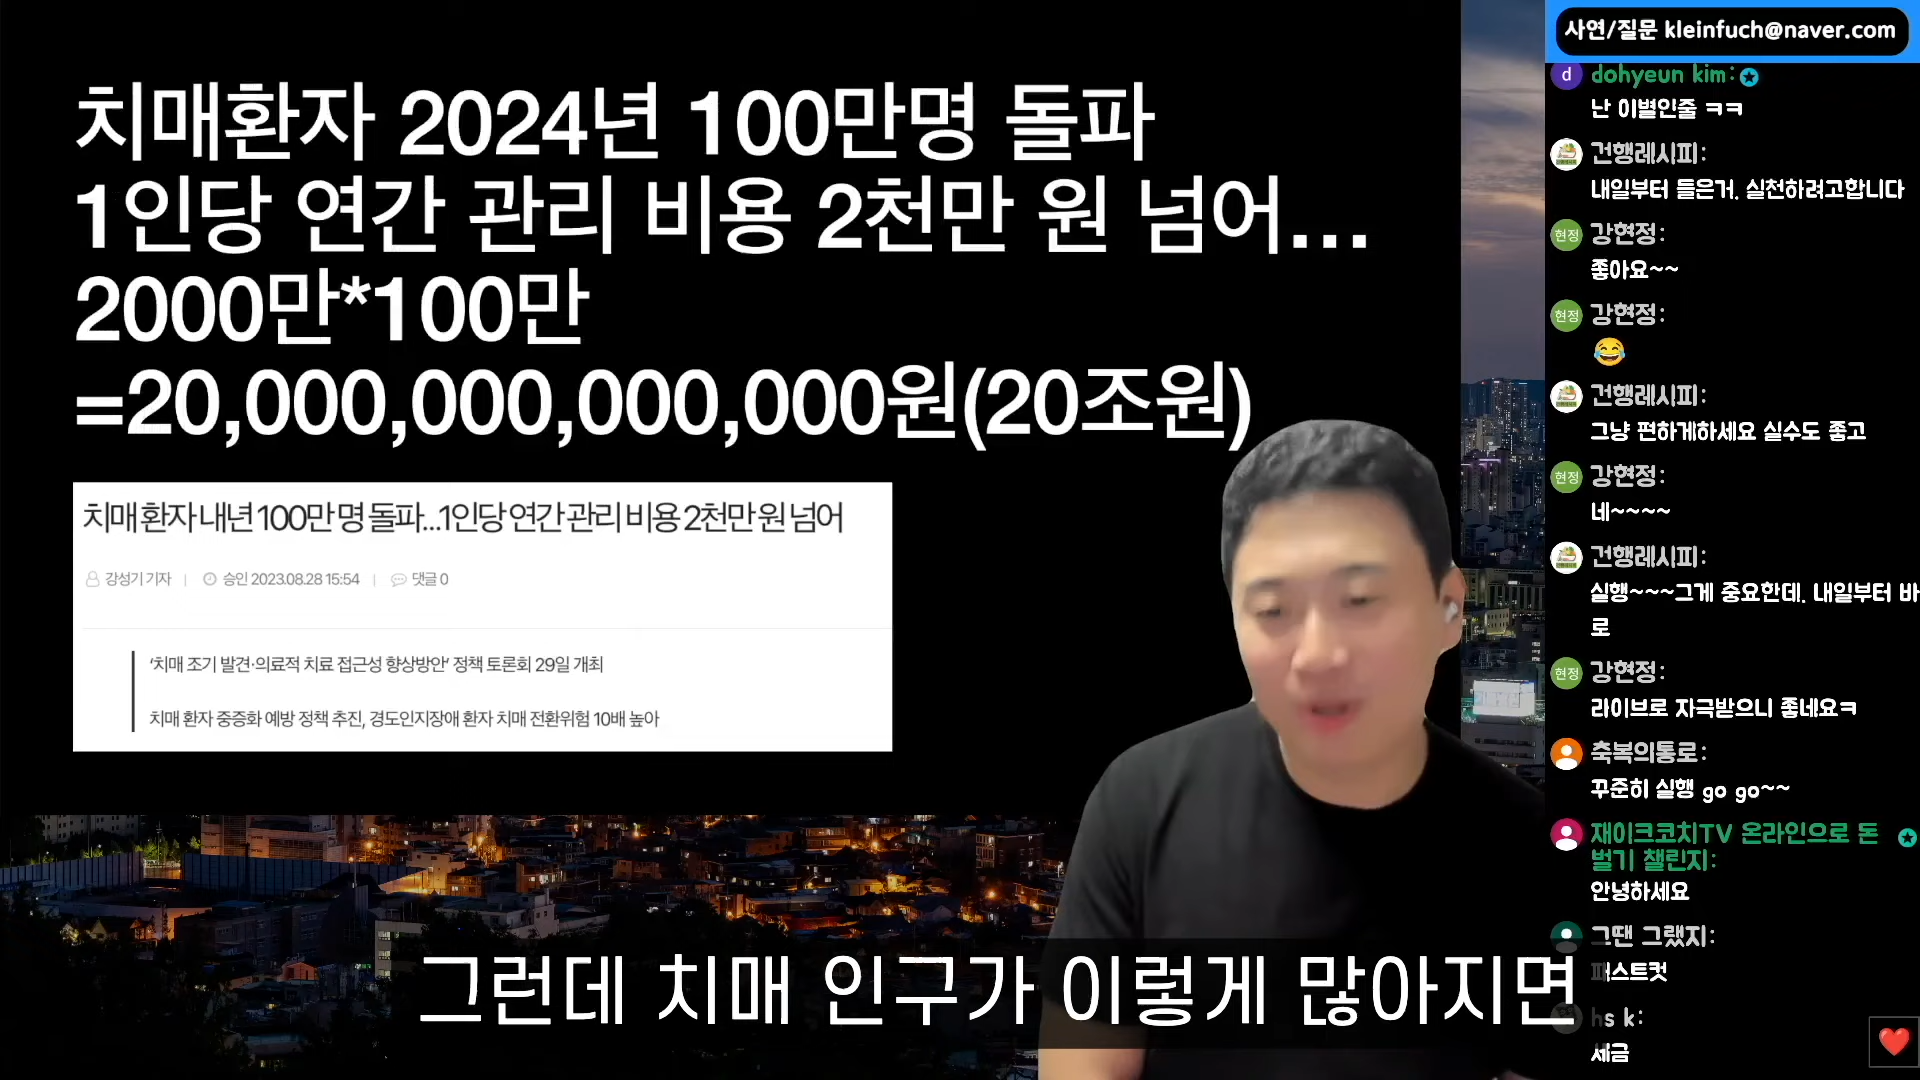 치매환자 2024년 100만명 돌파
1인당 연간 관리 비용 2천만 원 넘어...
2000만*100만
=20,000,000,000,000원(20조원)
치매 환자 내년 100만 명 돌파...1인당 연간 관리 비용 2천만 원 넘어
강성기 기자 | 승인 2023.08.28 15:54 | 댓글 0
‘치매 조기 발견·의료적 치료 접근성 향상방안’ 정책 토론회 29일 개최
치매 환자 중증화 예방 정책 추진, 경도인지장애 환자 치매 전환위험 10배 높아
그런데 치매 인구가 이렇게 많아지면
사연/질문 kleinfuch@naver.com
d
dohyeun kim:
난 이별인줄 ㅋㅋ
건행레시피:
내일부터 들은거. 실천하려고합니다
현정
강현정:
좋아요~~
현정
강현정:
😂
건행레시피:
그냥 편하게하세요 실수도 좋고
현정
강현정:
네~~~~
건행레시피:
실행~~~그게 중요한데. 내일부터 바
로
현정
강현정:
라이브로 자극받으니 좋네요ㅋ
축복의통로:
꾸준히 실행 go go~~
재이크코치TV 온라인으로 돈
벌기 챌린지:
안녕하세요
그땐 그랬지:
패스트컷
hs k:
세금